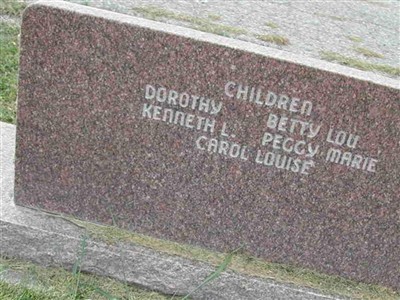 CHILDREN
DOROTHY BETTY LOU
KENNETH L. PEGGY MARIE
CAROL LOUISE